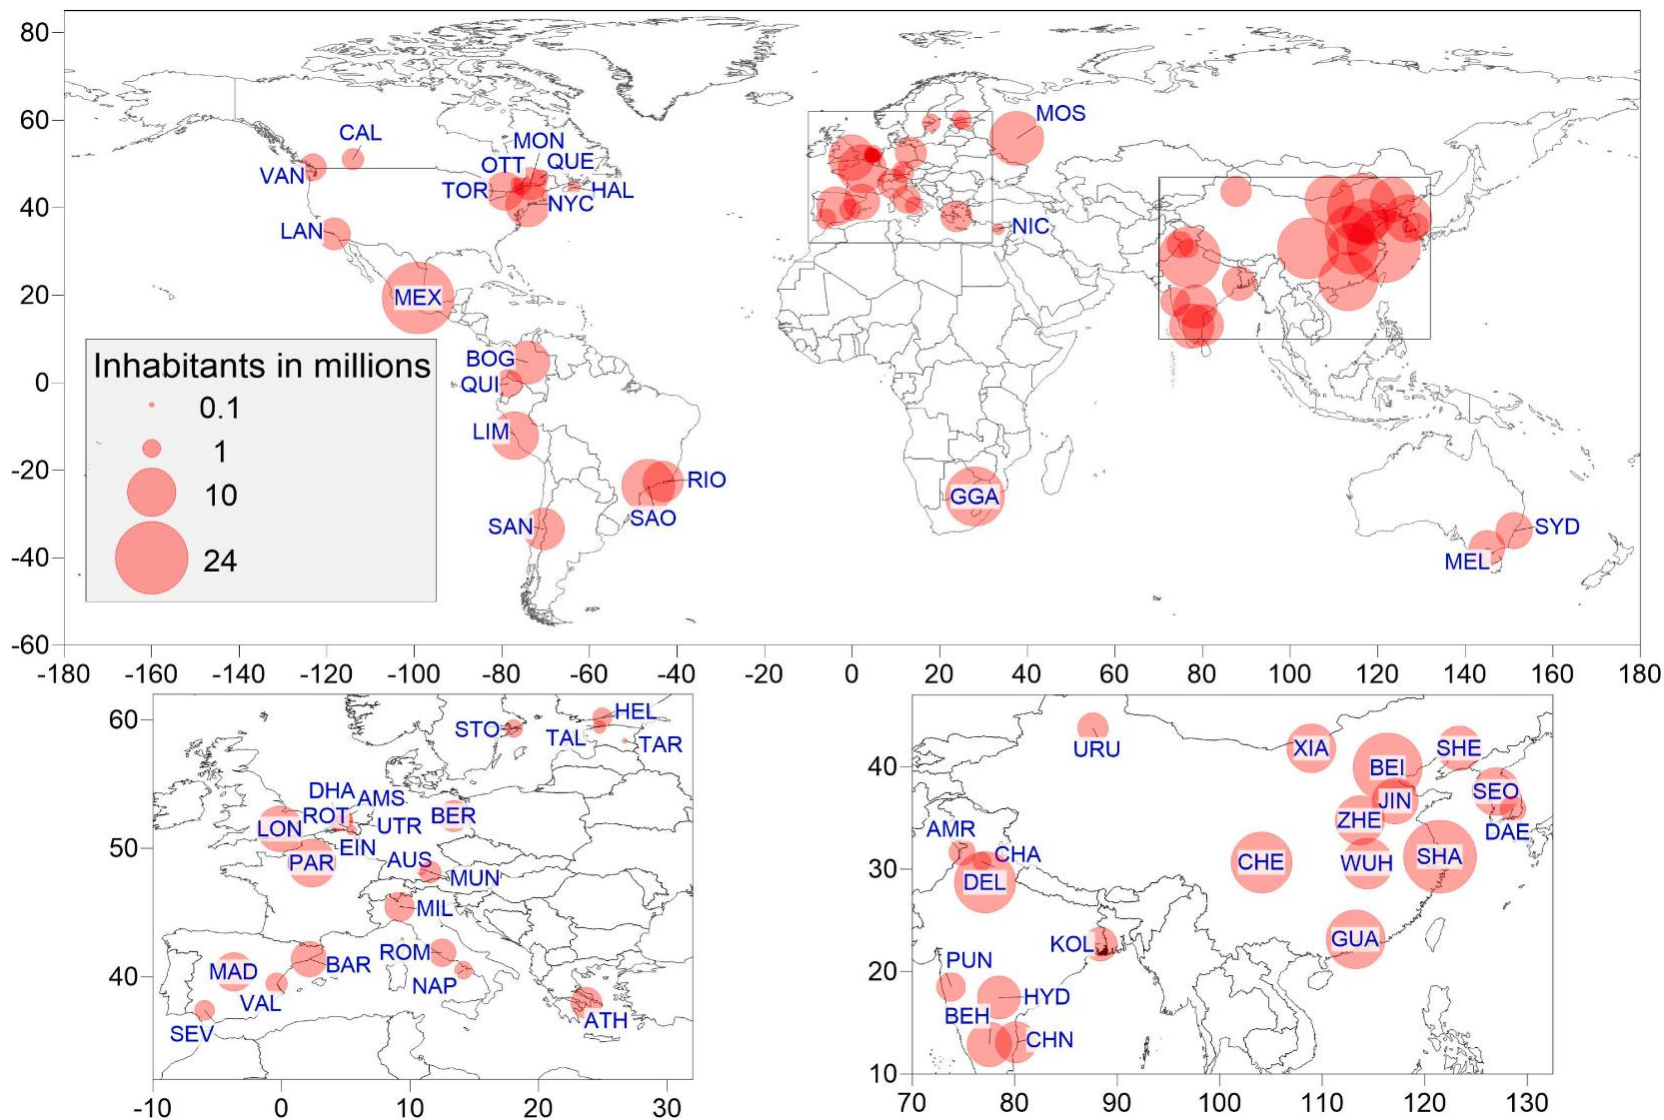 80
60
40
20
0
-20
-40
-60
-180
-160
-140
-120
-100
-80
-60
-40
-20
0
20
40
60
80
100
120
140
160
180
CAL
VAN
MON
OTT
QUE
TOR
HAL
NYC
LAN
MEX
BOG
QUI
LIM
RIO
SAO
SAN
MOS
NIC
GGA
SYD
MEL
Inhabitants in millions
0.1
1
10
24
60
50
40
-10
0
10
20
30
HEL
STO
TAL
TAR
DHA
AMS
ROT
BER
LON
UTR
EIN
PAR
AUS
MUN
MIL
ROM
BAR
MAD
NAP
VAL
ATH
SEV
40
30
20
10
70
80
90
100
110
120
130
URU
XIA
SHE
BEI
SEO
JIN
ZHE
DAE
AMR
CHA
CHE
WUH
SHA
DEL
GUA
KOL
PUN
HYD
BEH
CHN